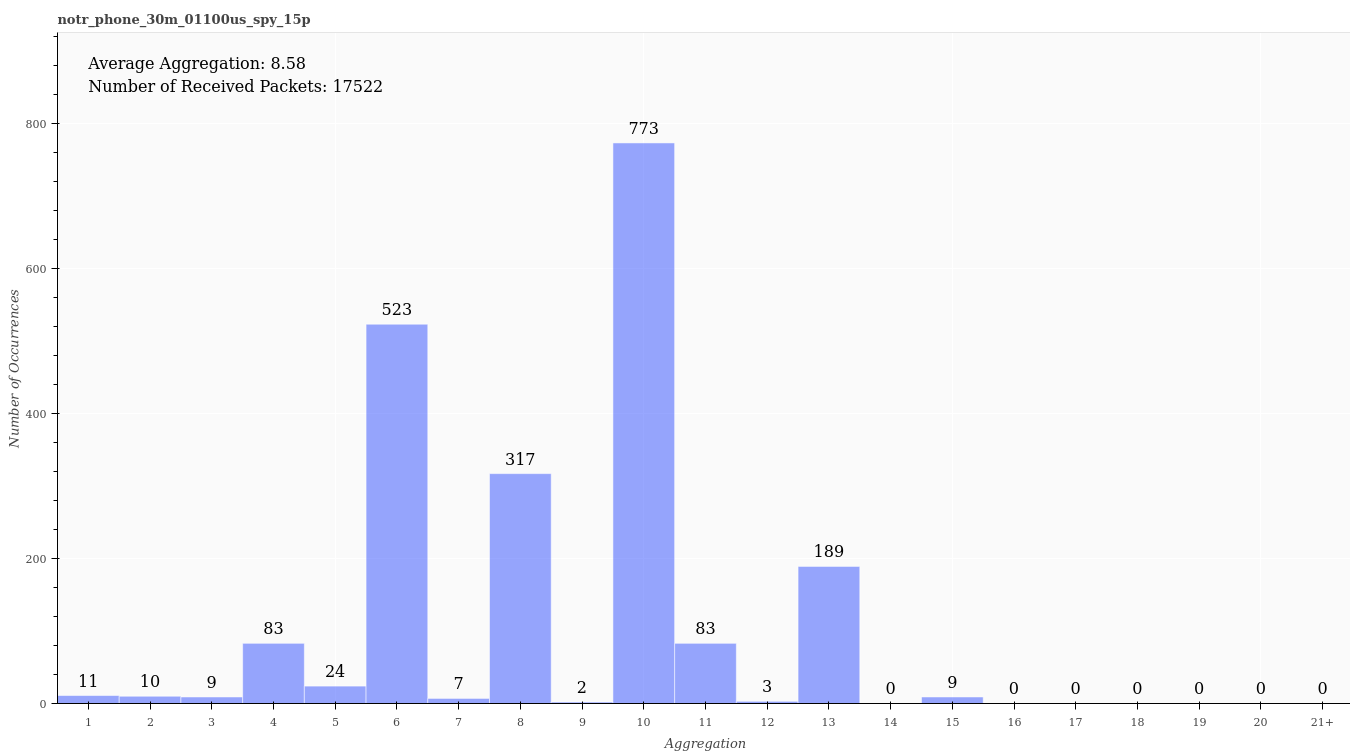 notr_phone_30m_01100us_spy_15p
Average Aggregation: 8.58
Number of Received Packets: 17522
800
600
400
200
0
Number of Occurrences
11 10 9 83 24 523 7 317 2 773 83 3 189 0 9 0 0 0 0 0 0
1 2 3 4 5 6 7 8 9 10 11 12 13 14 15 16 17 18 19 20 21+
Aggregation